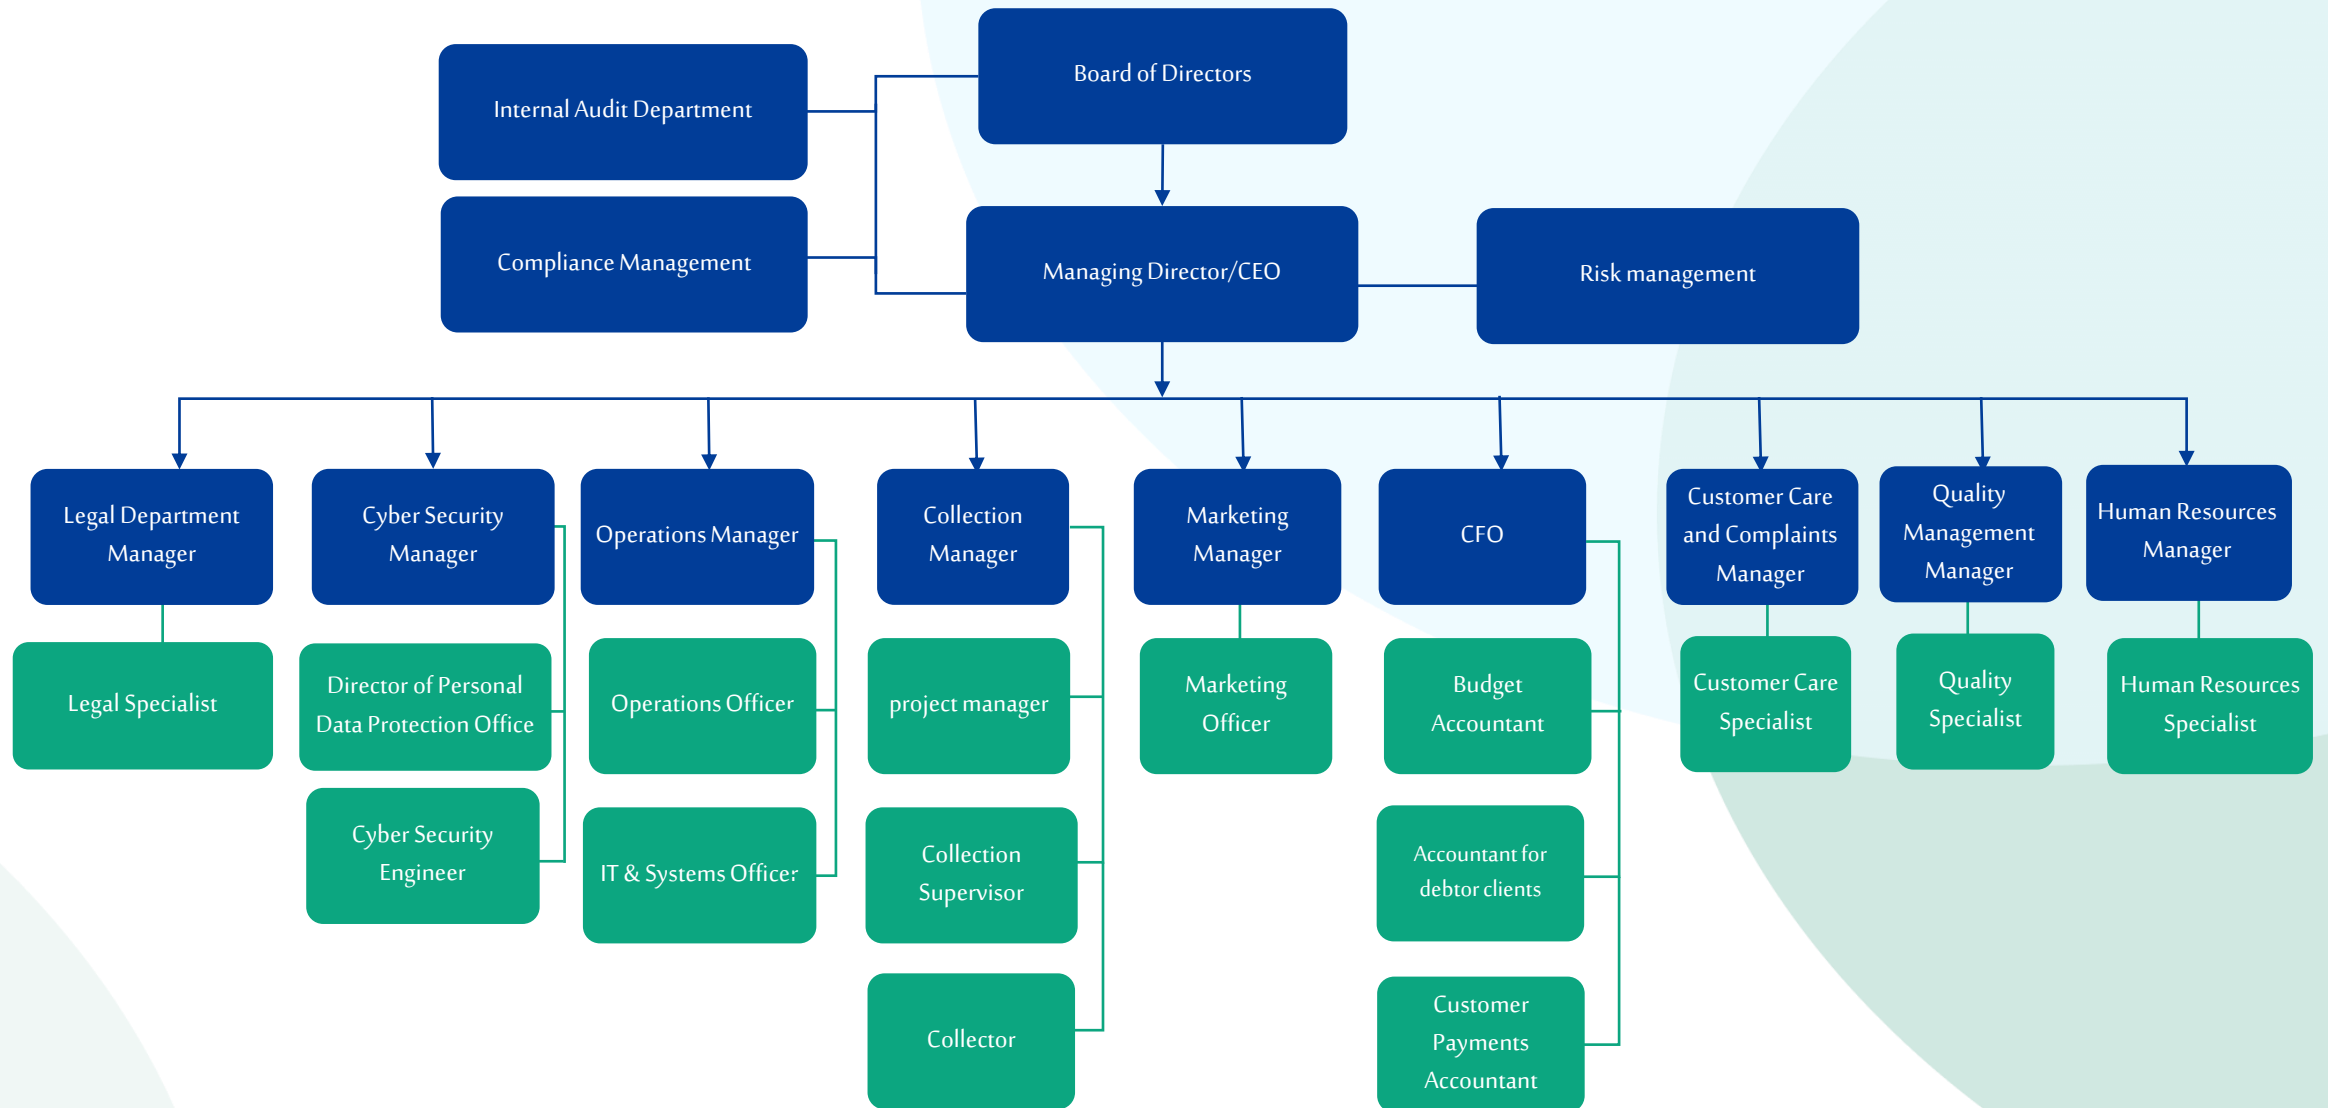 Board of Directors
Internal Audit Department
Compliance Management
Managing Director/CEO
Risk management
Legal Department
Manager
Cyber Security
Manager
Operations Manager
Collection
Manager
Marketing
Manager
CFO
Customer Care
and Complaints
Manager
Quality
Management
Manager
Human Resources
Manager
Legal Specialist
Director of Personal
Data Protection Office
Operations Officer
project manager
Marketing
Officer
Budget
Accountant
Customer Care
Specialist
Quality
Specialist
Human Resources
Specialist
Cyber Security
Engineer
IT & Systems Officer
Collection
Supervisor
Accountant for
debtor clients
Collector
Customer
Payments
Accountant